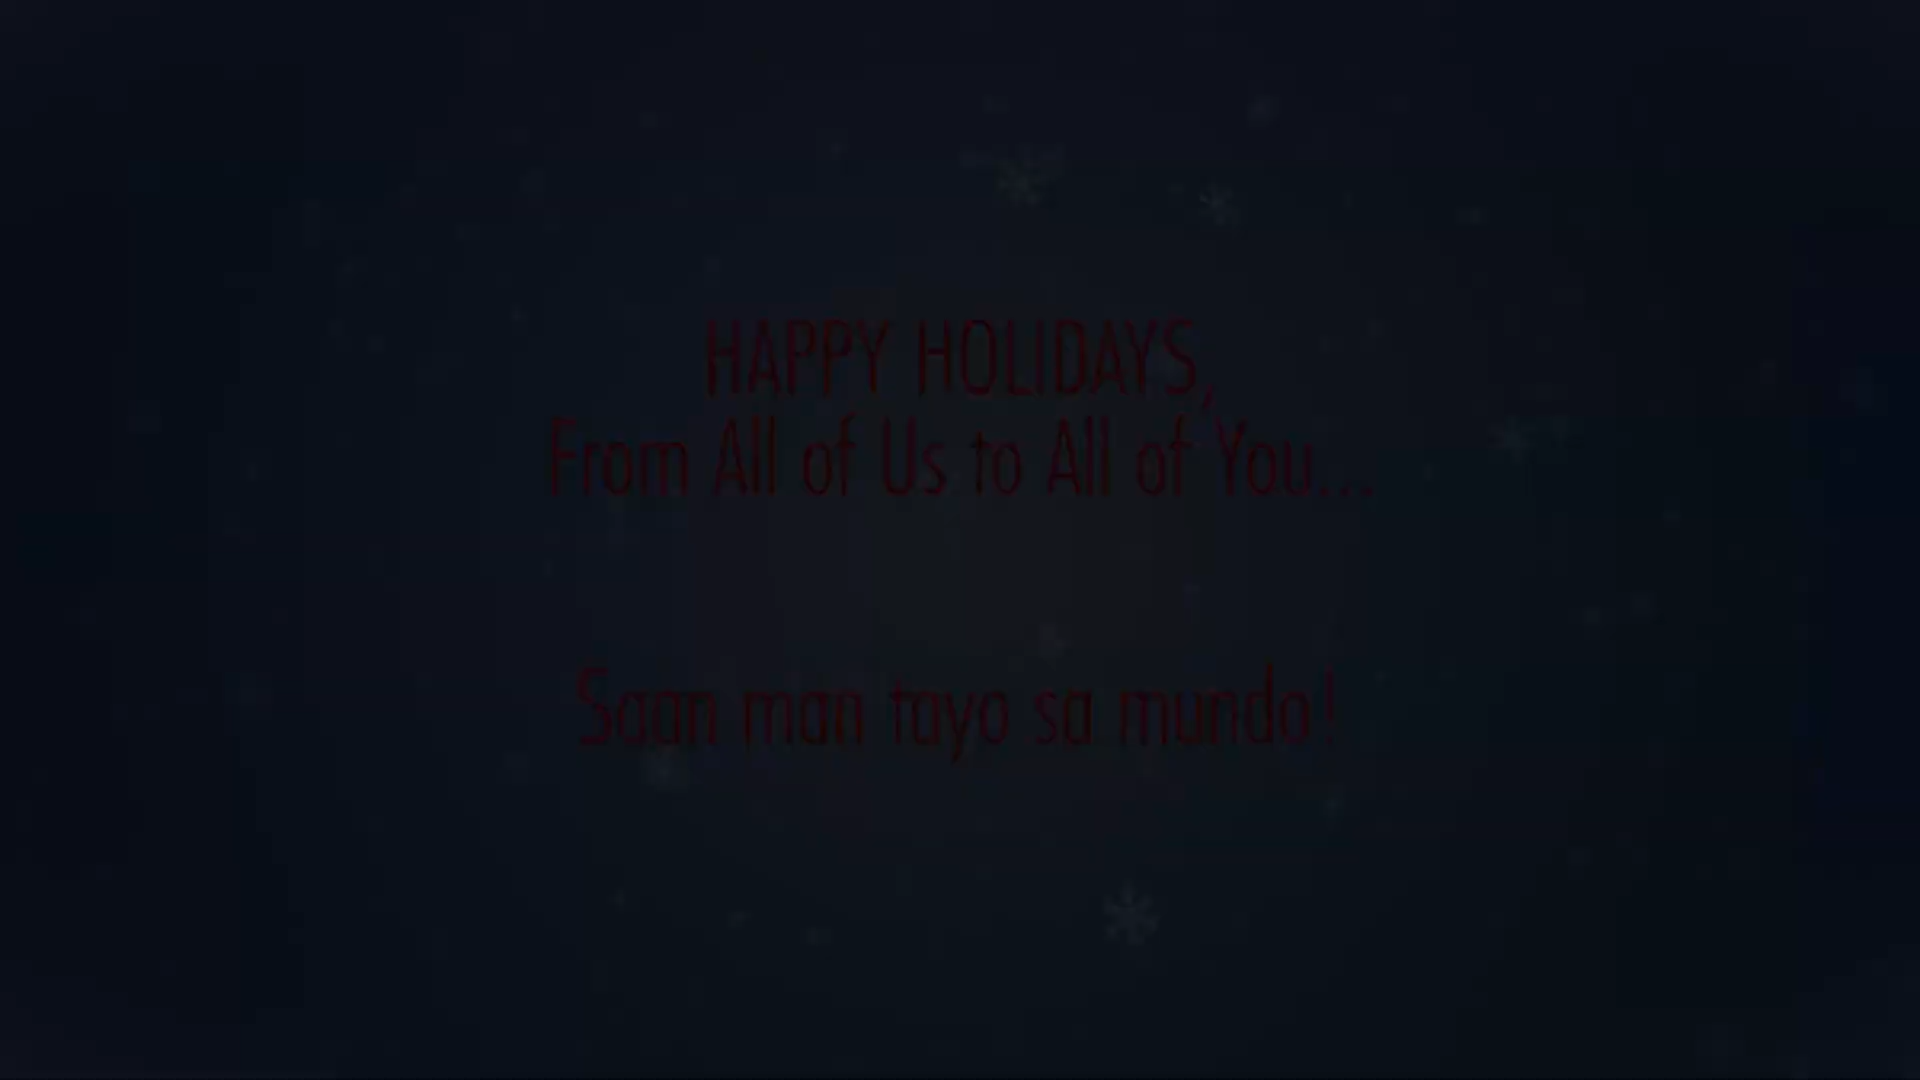 HAPPY HOLIDAYS,
From All of Us to All of You...
Saan man tayo sa mundo!